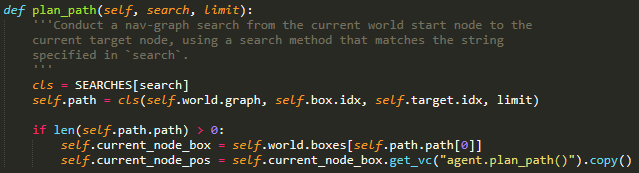 def plan_path(self, search, limit):
    '''Conduct a nav-graph search from the current world start node to the
    current target node, using a search method that matches the string
    specified in `search`.
    '''
    cls = SEARCHES[search]
    self.path = cls(self.world.graph, self.box.idx, self.target.idx, limit)

    if len(self.path.path) > 0:
        self.current_node_box = self.world.boxes[self.path.path[0]]
        self.current_node_pos = self.current_node_box.get_vc("agent.plan_path()").copy()